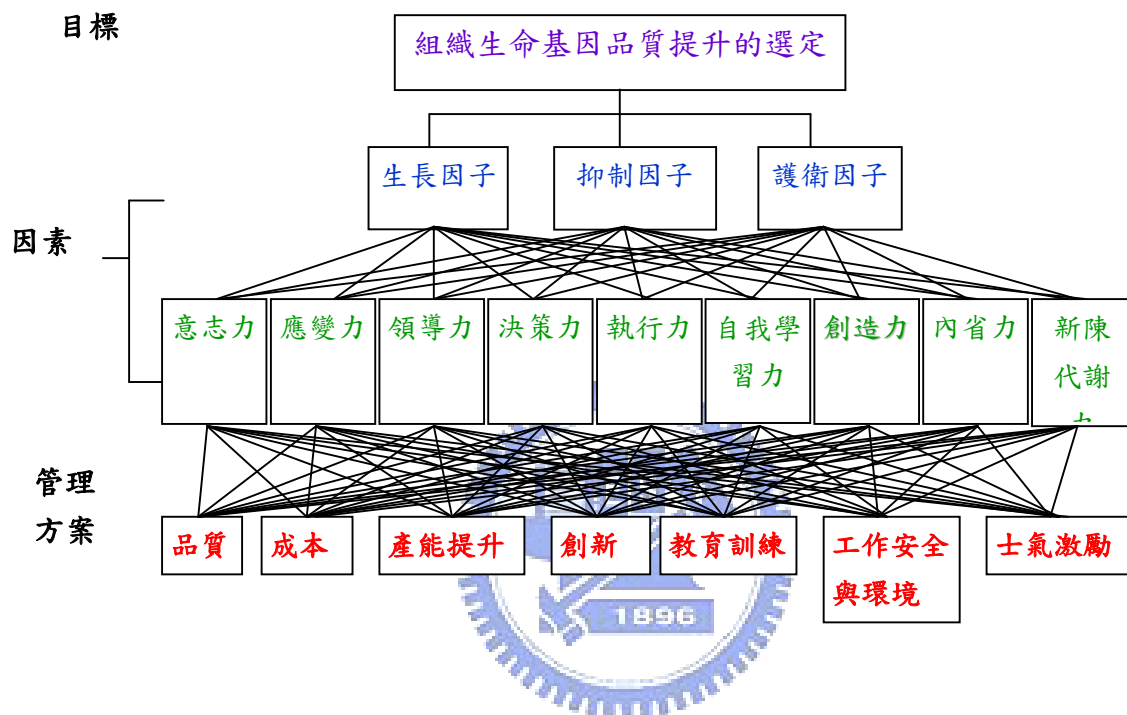 目標
組織生命基因品質提升的選定
生長因子
抑制因子
護衛因子
因素
意志力
應變力
領導力
決策力
執行力
自我學
習力
創造力
內省力
新陳
代謝
力
管理
方案
品質
成本
產能提升
創新
教育訓練
工作安全
與環境
士氣激勵
1896